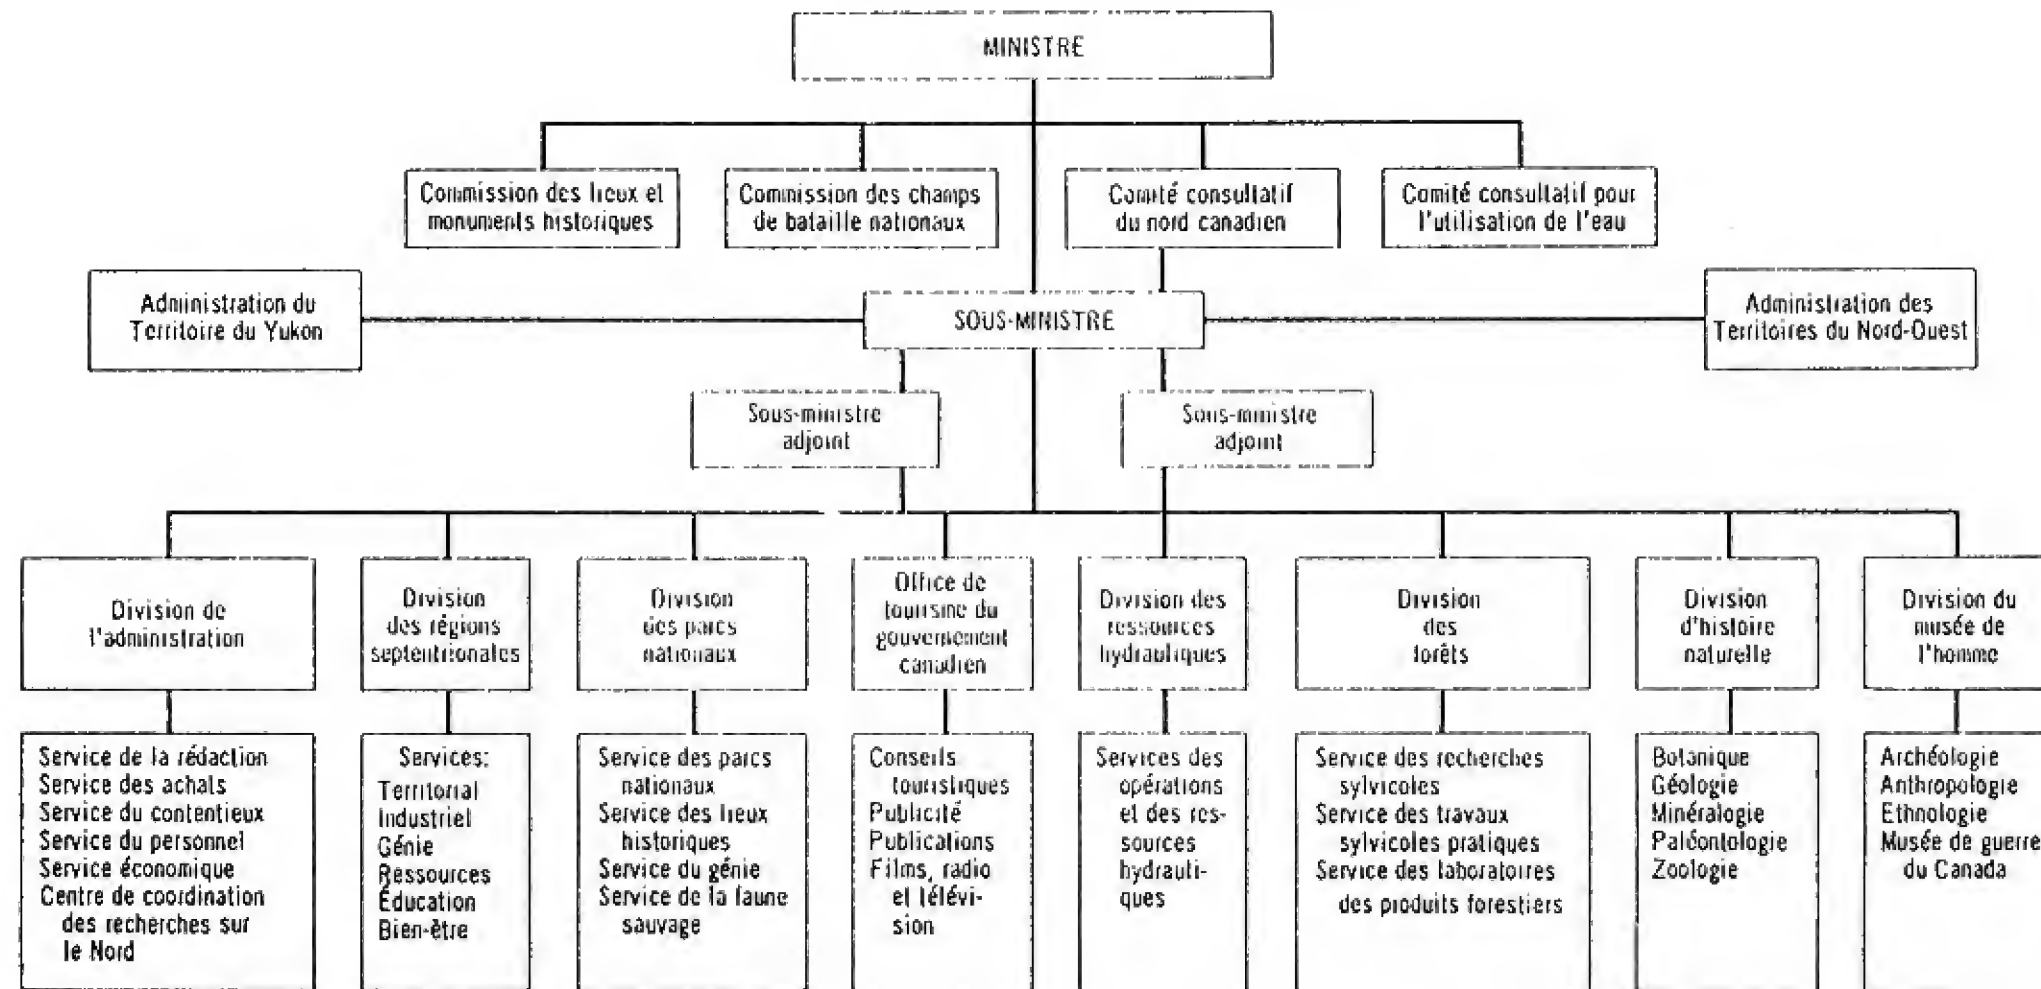 MINISTRE
Commission des lieux et
monuments historiques
Commission des champs
de bataille nationaux
Comité consultatif
du nord canadien
Comité consultatif pour
l'utilisation de l'eau
Administration du
Territoire du Yukon
SOUS-MINISTRE
Administration des
Territoires du Nord-Ouest
Sous-ministre
adjoint
Sous-ministre
adjoint
Division de
l'administration
Division
des régions
septentrionales
Division
des parcs
nationaux
Office de
tourisme du
gouvernement
canadien
Division des
ressources
hydrauliques
Division
des
forêts
Division
d'histoire
naturelle
Division du
musée de
l'homme
Service de la rédaction
Service des achats
Service du contentieux
Service du personnel
Service économique
Centre de coordination
des recherches sur
le Nord
Services:
Territorial
Industriel
Génie
Ressources
Éducation
Bien-être
Service des parcs
nationaux
Service des lieux
historiques
Service du génie
Service de la faune
sauvage
Conseils
touristiques
Publicité
Publications
Films, radio
et télévi-
sion
Services des
opérations
et des res-
sources
hydrauli-
ques
Service des recherches
sylvicoles
Service des travaux
sylvicoles pratiques
Service des laboratoires
des produits forestiers
Botanique
Géologie
Minéralogie
Paléontologie
Zoologie
Archéologie
Anthropologie
Ethnologie
Musée de guerre
du Canada